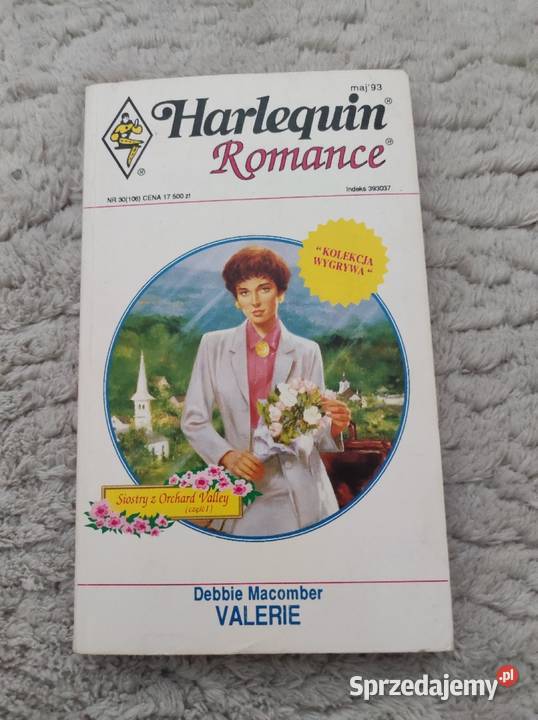 maj'93
Harlequin®
Romance®
®
NR 30(106) CENA 17 500 zł
Indeks 393037
"KOLEKCJA
WYGRYWA"
Siostry z Orchard Valley
(część I)
Debbie Macomber
VALERIE
Sprzedajemy.pl